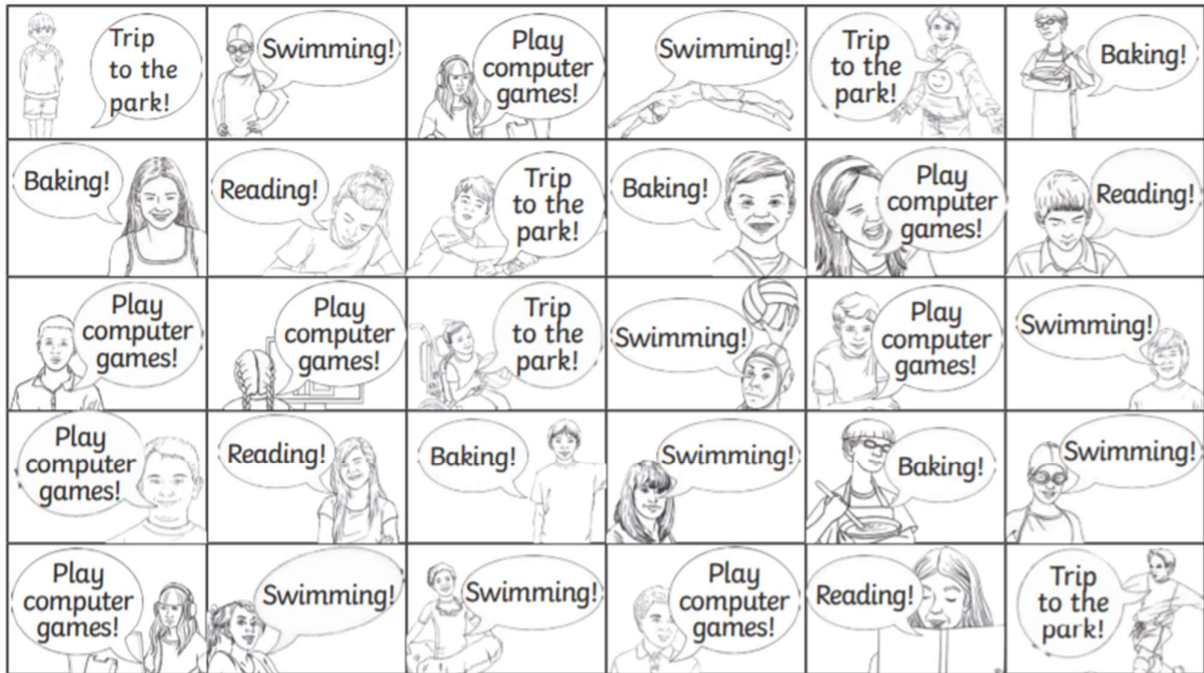 Trip
to the
park!
Swimming!
Play
computer
games!
Swimming!
Trip
to the
park!
Baking!
Baking!
Reading!
Trip
to the
park!
Baking!
Play
computer
games!
Reading!
Play
computer
games!
Play
computer
games!
Trip
to the
park!
Swimming!
Play
computer
games!
Swimming!
Play
computer
games!
Reading!
Baking!
Swimming!
Baking!
Swimming!
Play
computer
games!
Swimming!
Swimming!
Play
computer
games!
Reading!
Trip
to the
park!